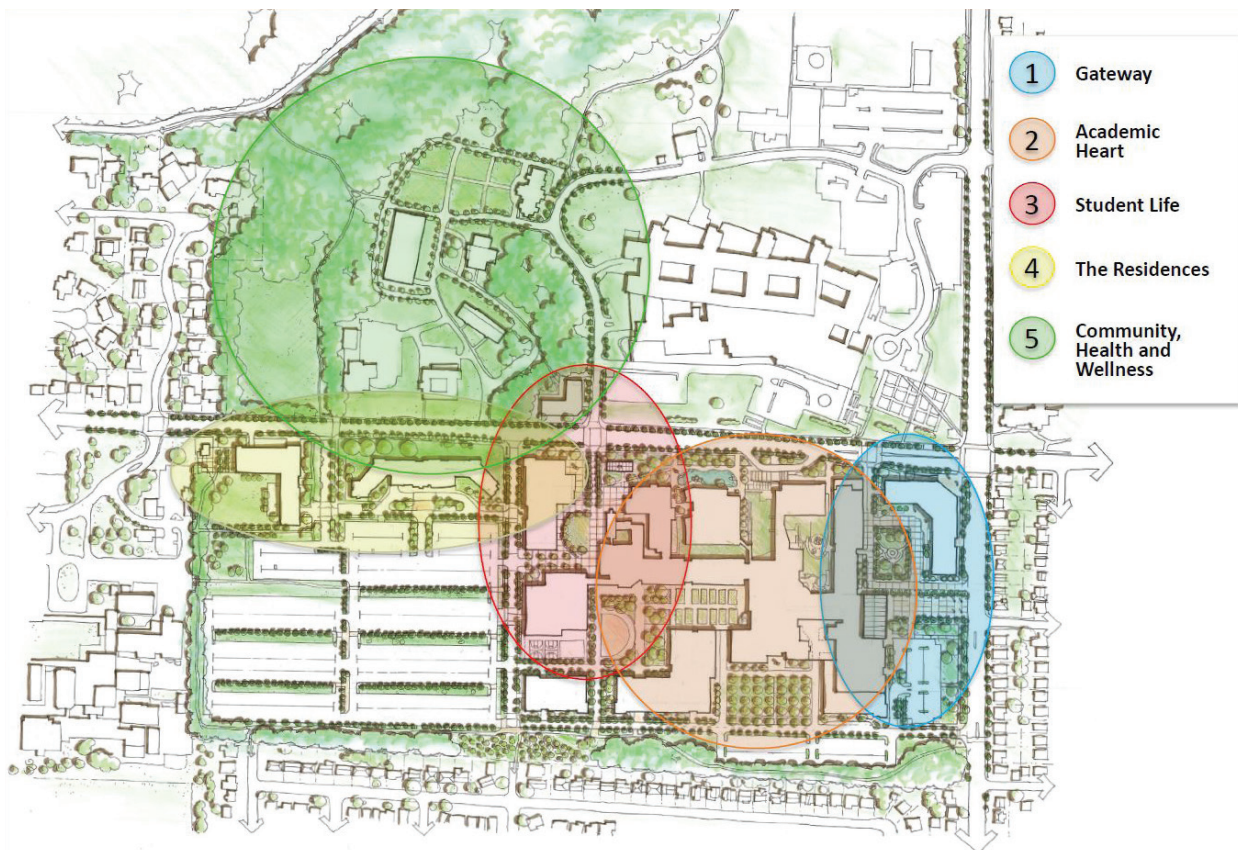 1 Gateway
2 Academic
Heart
3 Student Life
4 The Residences
5 Community,
Health and
Wellness